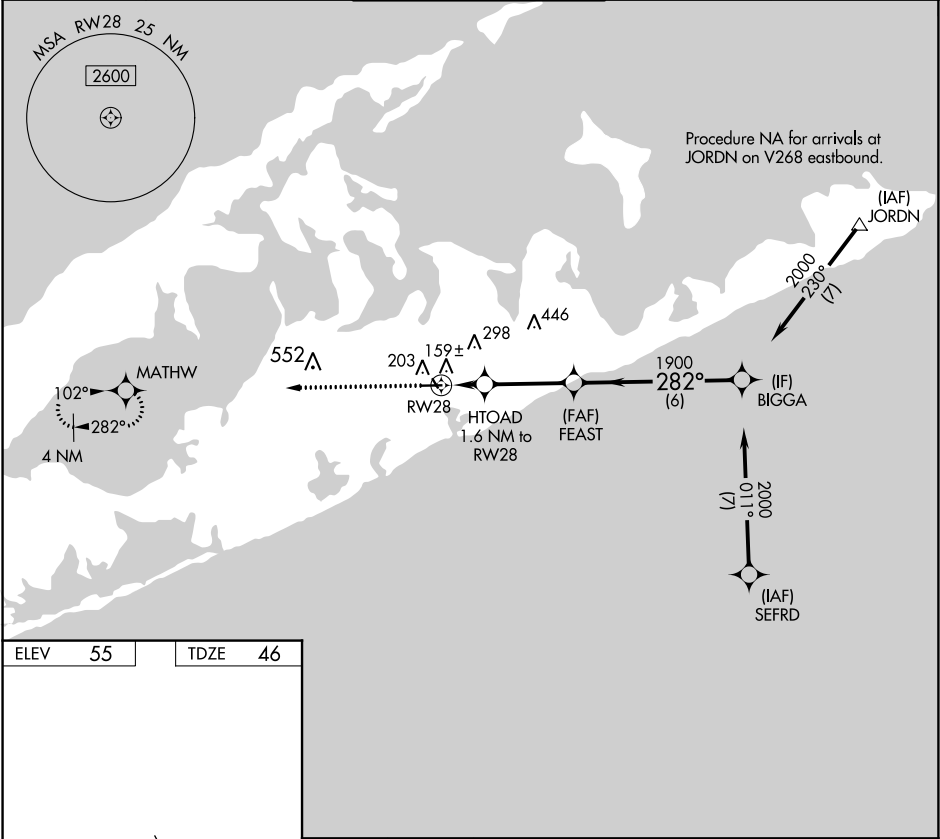 MSA RW28 25 NM
2600
Procedure NA for arrivals at
JORDN on V268 eastbound.
(IAF)
JORDN
2000
230°
(7)
446
298
159±
203
552
MATHW
102°
282°
4 NM
RW28
HTOAD
1.6 NM to
RW28
(FAF)
FEAST
1900
282°
(6)
(IF)
BIGGA
2000
011°
(7)
(IAF)
SEFRD
ELEV 55
TDZE 46